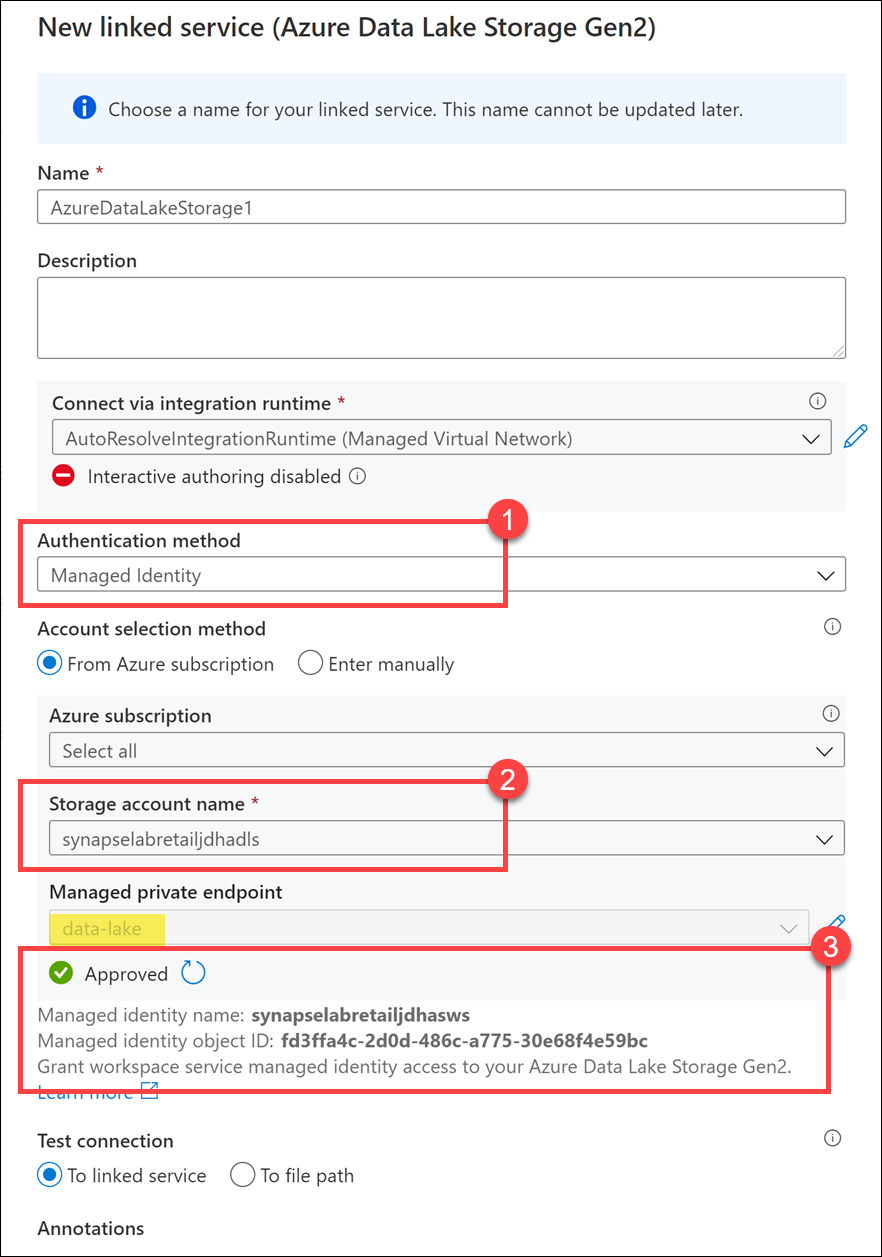 New linked service (Azure Data Lake Storage Gen2)
Choose a name for your linked service. This name cannot be updated later.
Name *
AzureDataLakeStorage1
Description
Connect via integration runtime *
AutoResolveIntegrationRuntime (Managed Virtual Network)
Interactive authoring disabled
1
Authentication method
Managed Identity
Account selection method
From Azure subscription Enter manually
Azure subscription
Select all
2
Storage account name *
synapselabretailjdhadls
Managed private endpoint
data-lake
3
Approved
Managed identity name: synapselabretailjdhasws
Managed identity object ID: fd3ffa4c-2d0d-486c-a775-30e68f4e59bc
Grant workspace service managed identity access to your Azure Data Lake Storage Gen2.
Learn more
Test connection
To linked service To file path
Annotations